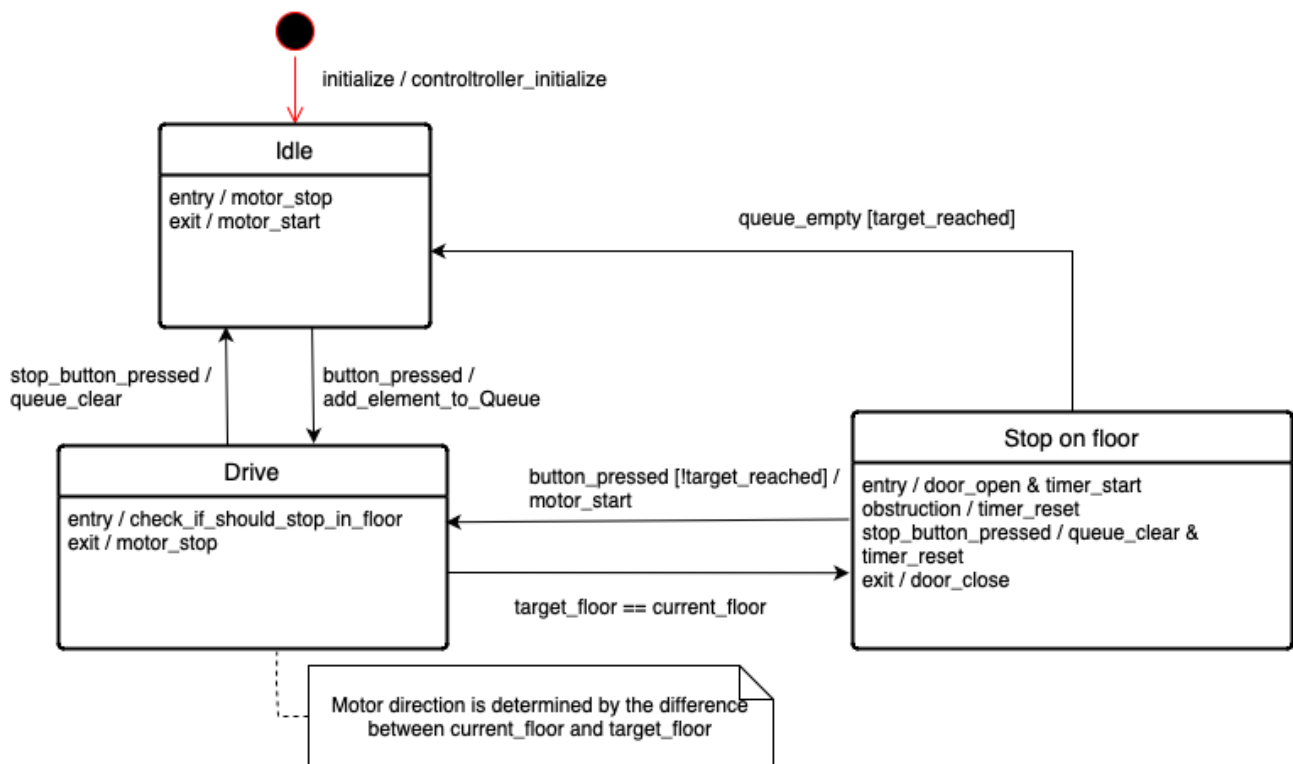 initialize / controltroller_initialize
Idle
entry / motor_stop
exit / motor_start
queue_empty [target_reached]
stop_button_pressed /
queue_clear
button_pressed /
add_element_to_Queue
Drive
entry / check_if_should_stop_in_floor
exit / motor_stop
button_pressed [!target_reached] /
motor_start
target_floor == current_floor
Stop on floor
entry / door_open & timer_start
obstruction / timer_reset
stop_button_pressed / queue_clear &
timer_reset
exit / door_close
Motor direction is determined by the difference
between current_floor and target_floor